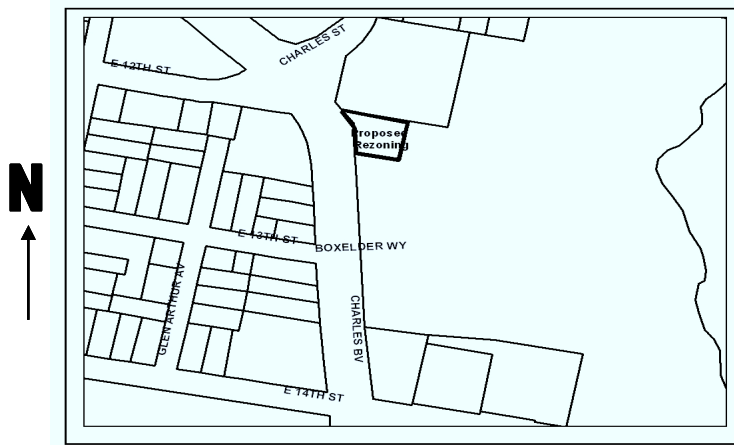 CHARLES ST
E 12TH ST
Proposed
Rezoning
N
E 13TH ST
BOXELDER WY
GLEN ARTHUR AV
CHARLES BV
E 14TH ST